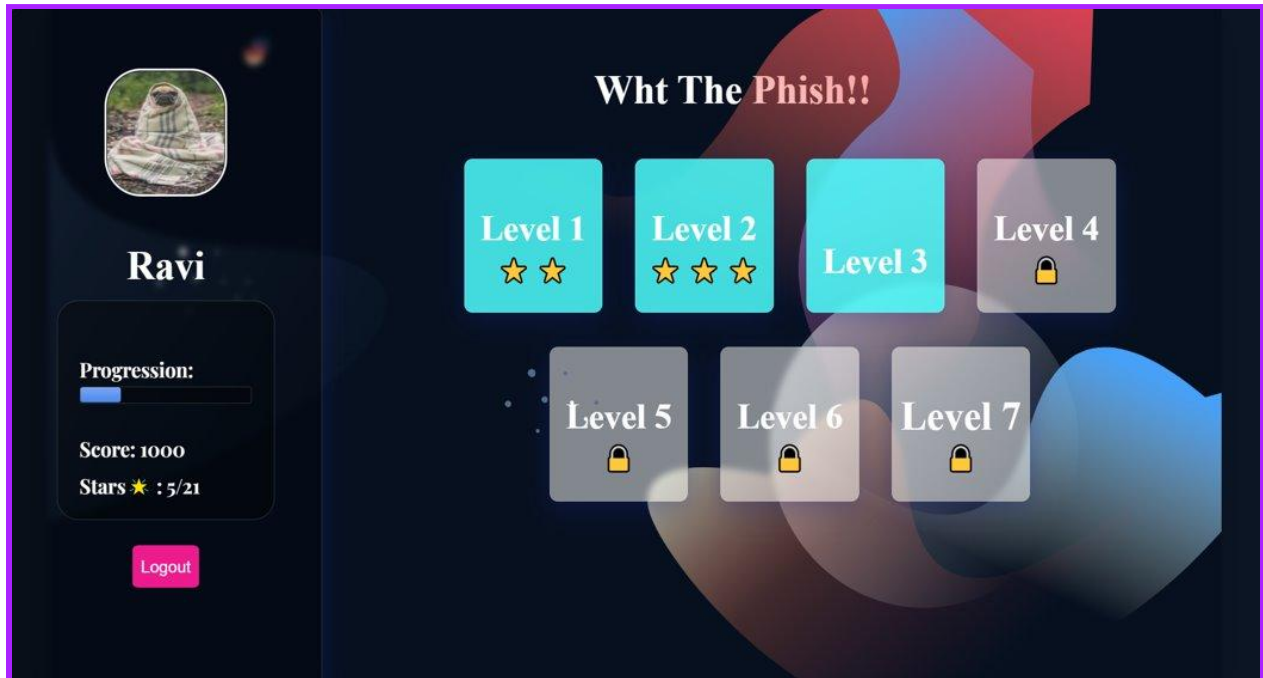 Wht The Phish!!
Ravi
Progression:
Score: 1000
Stars : 5/21
Logout
Level 1
Level 2
Level 3
Level 4
Level 5
Level 6
Level 7